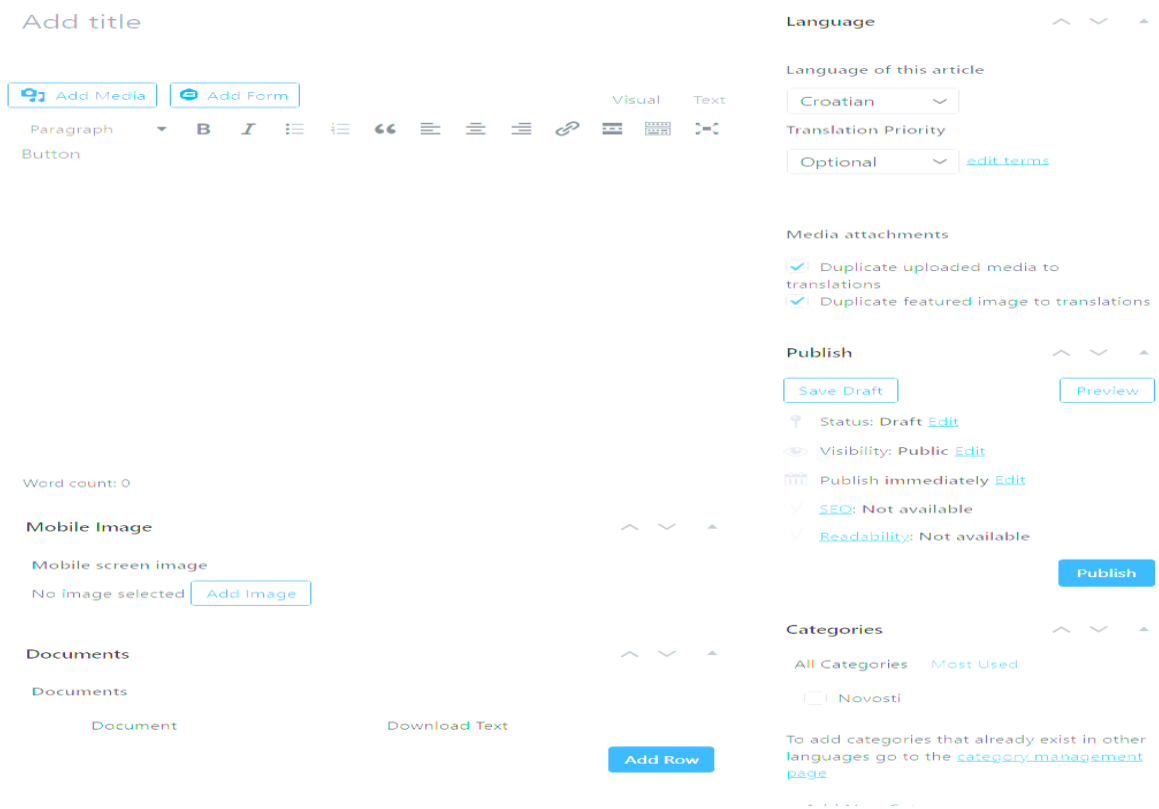 Add title
Add Media
Add Form
Visual
Text
Paragraph
Button
Word count: 0
Mobile Image
Mobile screen image
No image selected
Add Image
Documents
Documents
Document
Download Text
Add Row
Language
Language of this article
Croatian
Translation Priority
Optional
edit terms
Media attachments
Duplicate uploaded media to
translations
Duplicate featured image to translations
Publish
Save Draft
Preview
Status: Draft Edit
Visibility: Public Edit
Publish immediately Edit
SEO: Not available
Readability: Not available
Publish
Categories
All Categories
Most Used
Novosti
To add categories that already exist in other
languages go to the category management
page